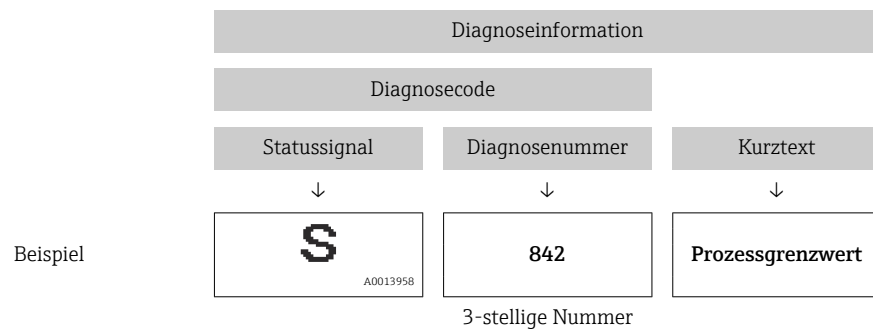 Diagnoseinformation
Diagnosecode
Statussignal Diagnosenummer Kurztext
↓ ↓ ↓
Beispiel S 842 Prozessgrenzwert
A0013958
3-stellige Nummer